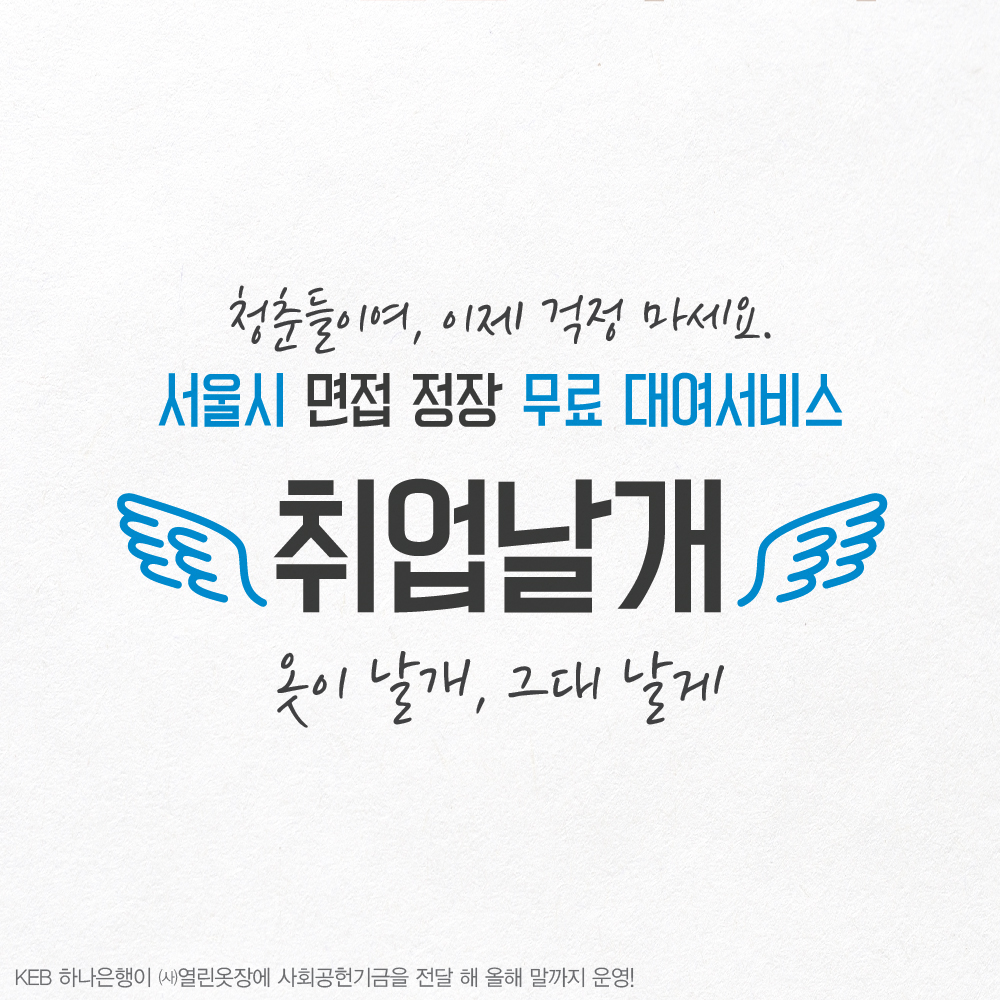 청춘들이여, 이제 걱정 마세요.
서울시 면접 정장 무료 대여서비스
취업날개
옷이 날개, 그대 날게
KEB 하나은행이 ㈔열린옷장에 사회공헌기금을 전달 해 올해 말까지 운영!